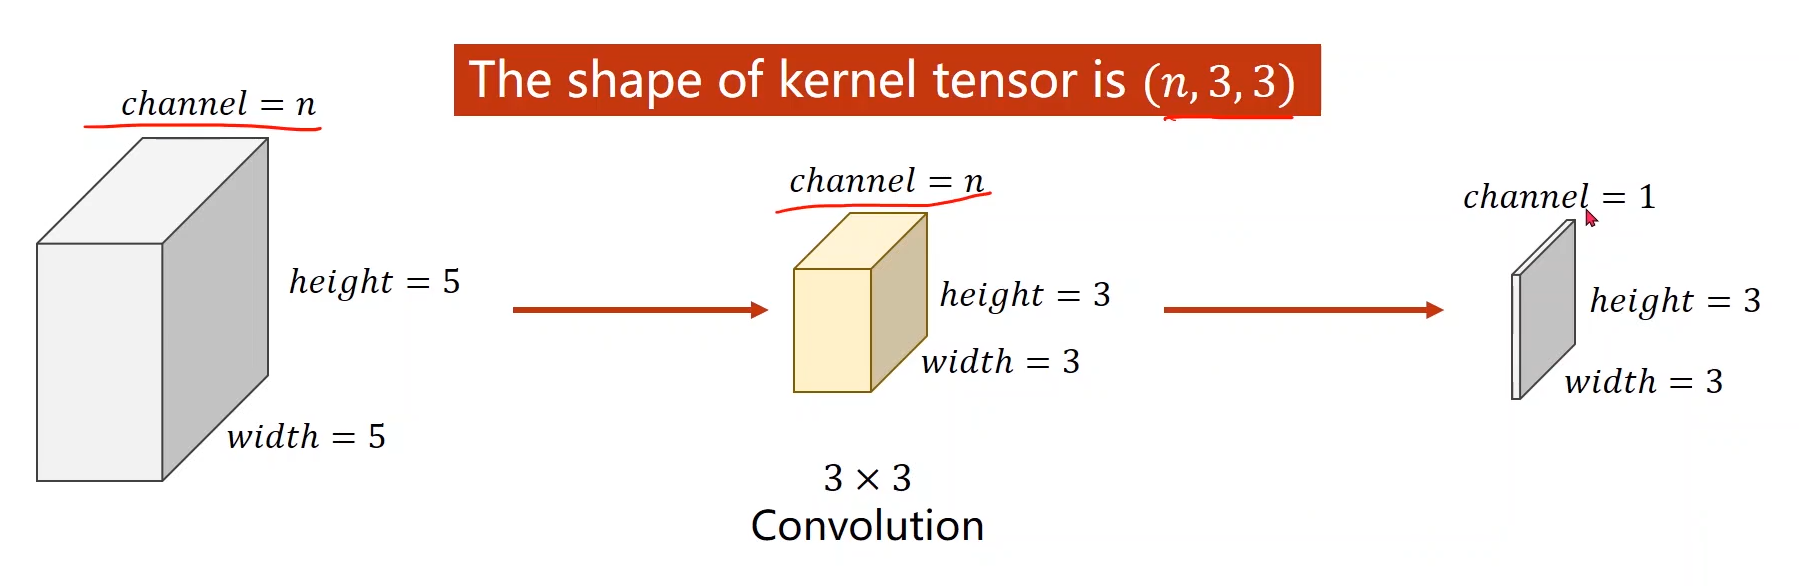 The shape of kernel tensor is (n, 3, 3)
channel = n
height = 5
width = 5
channel = n
height = 3
width = 3
3 × 3
Convolution
channel = 1
height = 3
width = 3